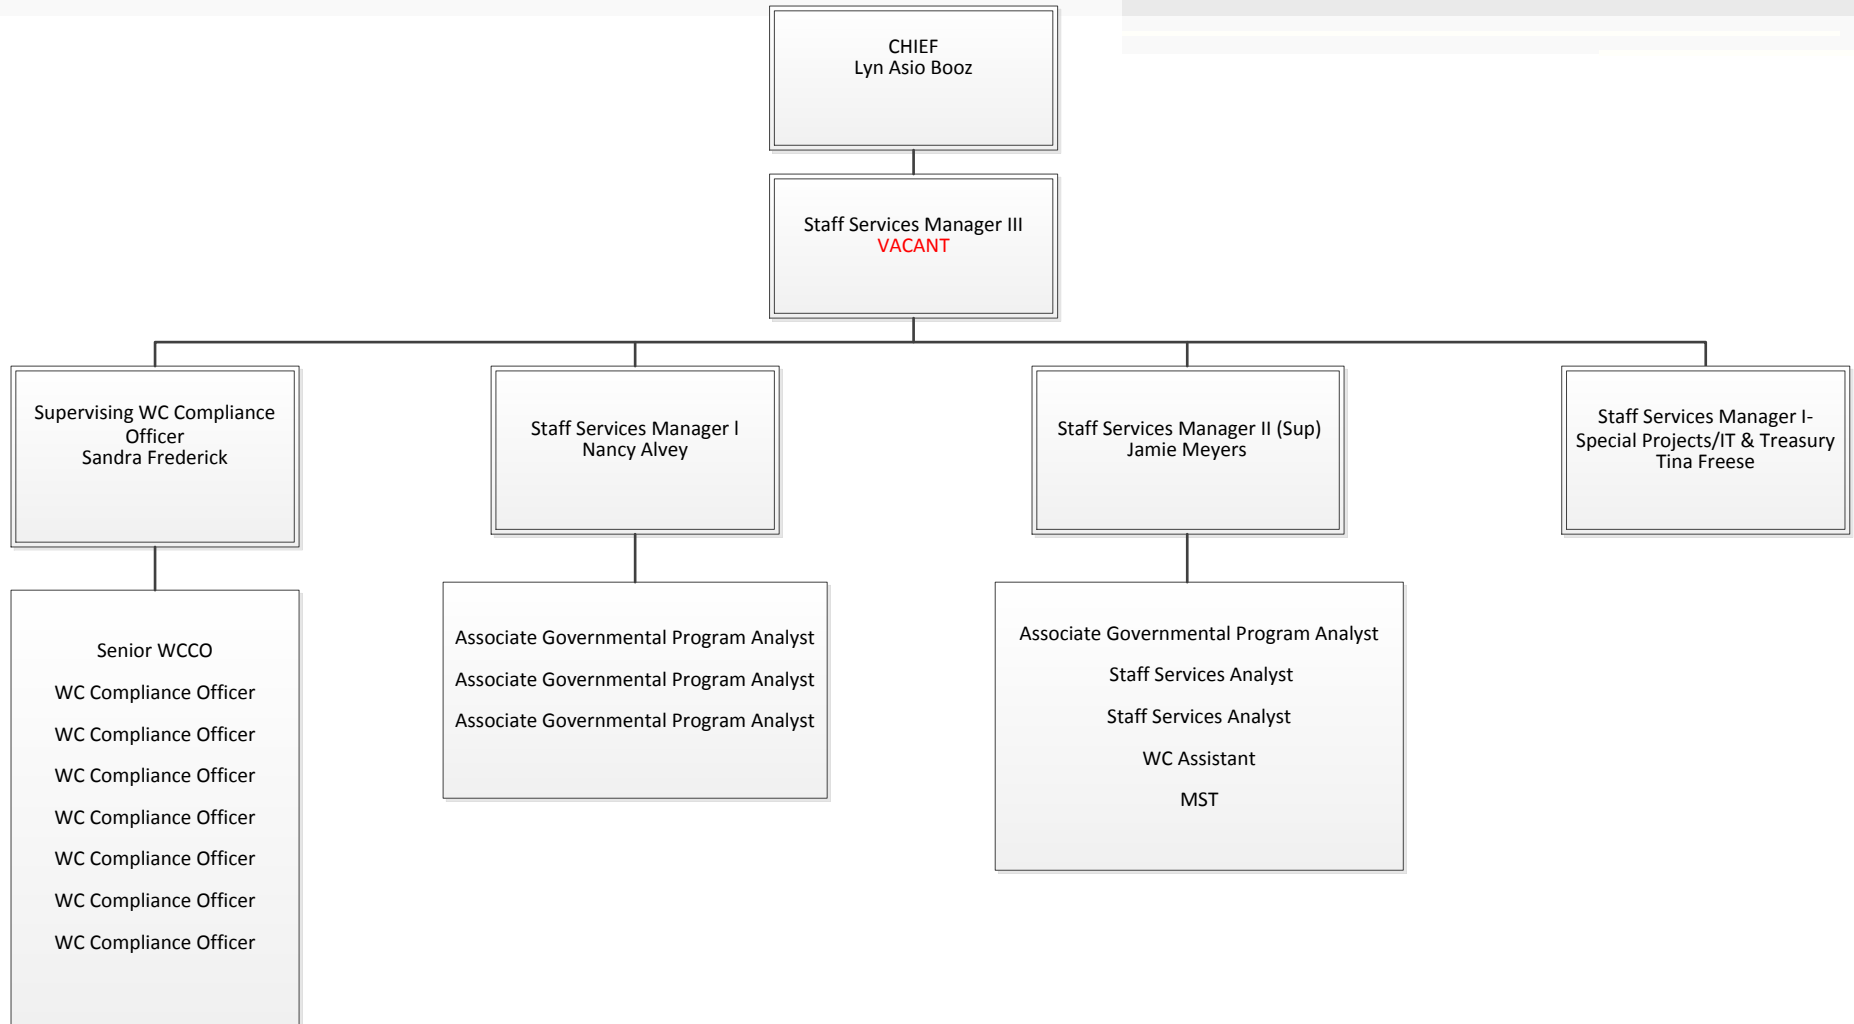 CHIEF
Lyn Asio Booz
Staff Services Manager III
VACANT
Supervising WC Compliance
Officer
Sandra Frederick
Staff Services Manager l
Nancy Alvey
Staff Services Manager II (Sup)
Jamie Meyers
Staff Services Manager I-
Special Projects/IT & Treasury
Tina Freese
Senior WCCO
WC Compliance Officer
WC Compliance Officer
WC Compliance Officer
WC Compliance Officer
WC Compliance Officer
WC Compliance Officer
WC Compliance Officer
Associate Governmental Program Analyst
Associate Governmental Program Analyst
Associate Governmental Program Analyst
Associate Governmental Program Analyst
Staff Services Analyst
Staff Services Analyst
WC Assistant
MST